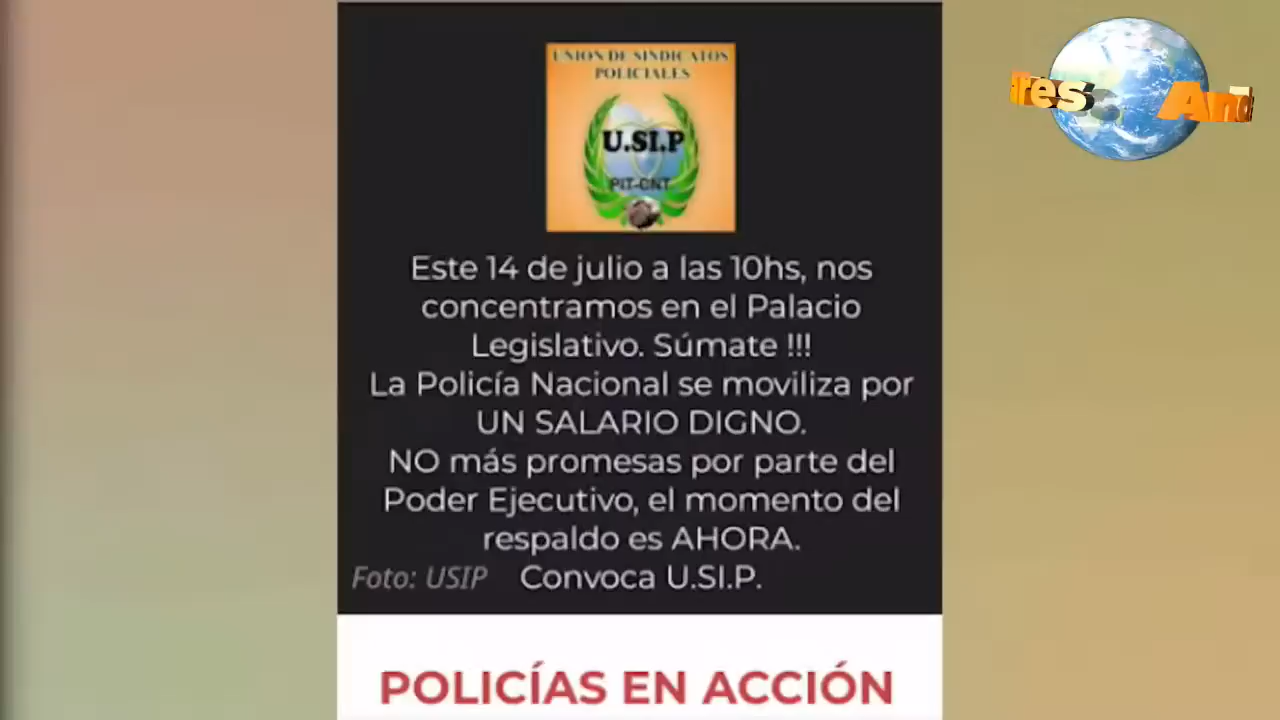 UNION DE SINDICATOS
POLICIALES
U.SI.P
PIT-CNT
Este 14 de julio a las 10hs, nos
concentramos en el Palacio
Legislativo. Súmate !!!
La Policía Nacional se moviliza por
UN SALARIO DIGNO.
NO más promesas por parte del
Poder Ejecutivo, el momento del
respaldo es AHORA.
Foto: USIP Convoca U.SI.P.
POLICÍAS EN ACCIÓN